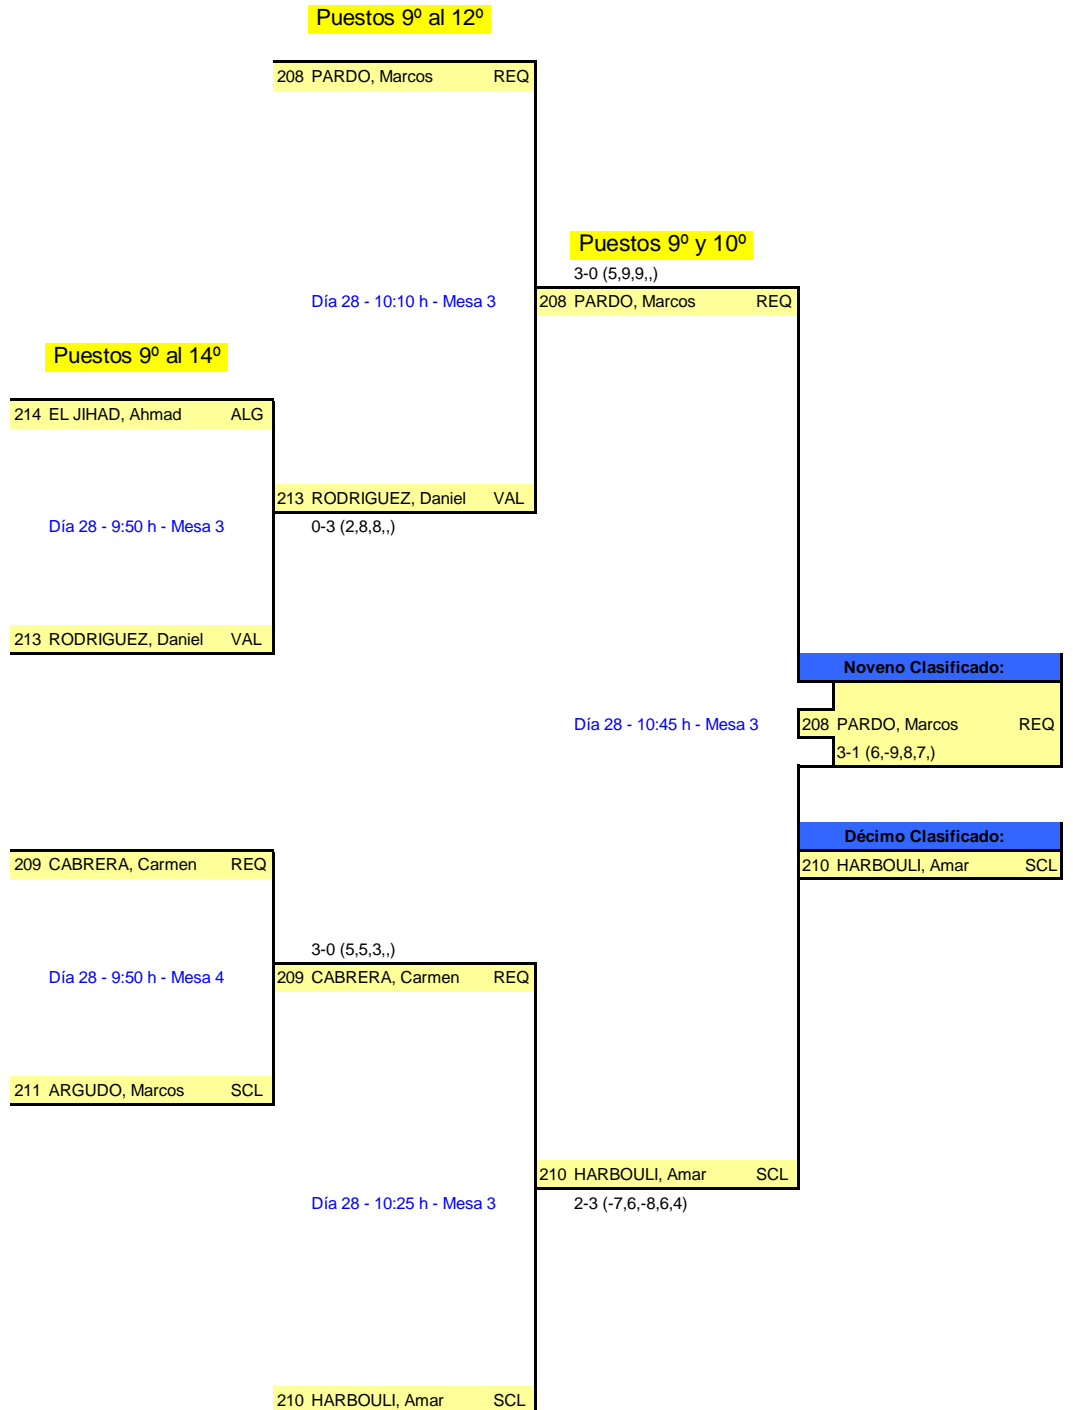 Puestos 9º al 12º
208 PARDO, Marcos REQ
Puestos 9º y 10º
3-0 (5,9,9,,)
Día 28 - 10:10 h - Mesa 3
208 PARDO, Marcos REQ
Puestos 9º al 14º
214 EL JIHAD, Ahmad ALG
213 RODRIGUEZ, Daniel VAL
Día 28 - 9:50 h - Mesa 3
0-3 (2,8,8,,)
213 RODRIGUEZ, Daniel VAL
Noveno Clasificado:
Día 28 - 10:45 h - Mesa 3
208 PARDO, Marcos REQ
3-1 (6,-9,8,7,)
Décimo Clasificado:
209 CABRERA, Carmen REQ
210 HARBOULI, Amar SCL
3-0 (5,5,3,,)
Día 28 - 9:50 h - Mesa 4
209 CABRERA, Carmen REQ
211 ARGUDO, Marcos SCL
210 HARBOULI, Amar SCL
Día 28 - 10:25 h - Mesa 3
2-3 (-7,6,-8,6,4)
210 HARBOULI, Amar SCL